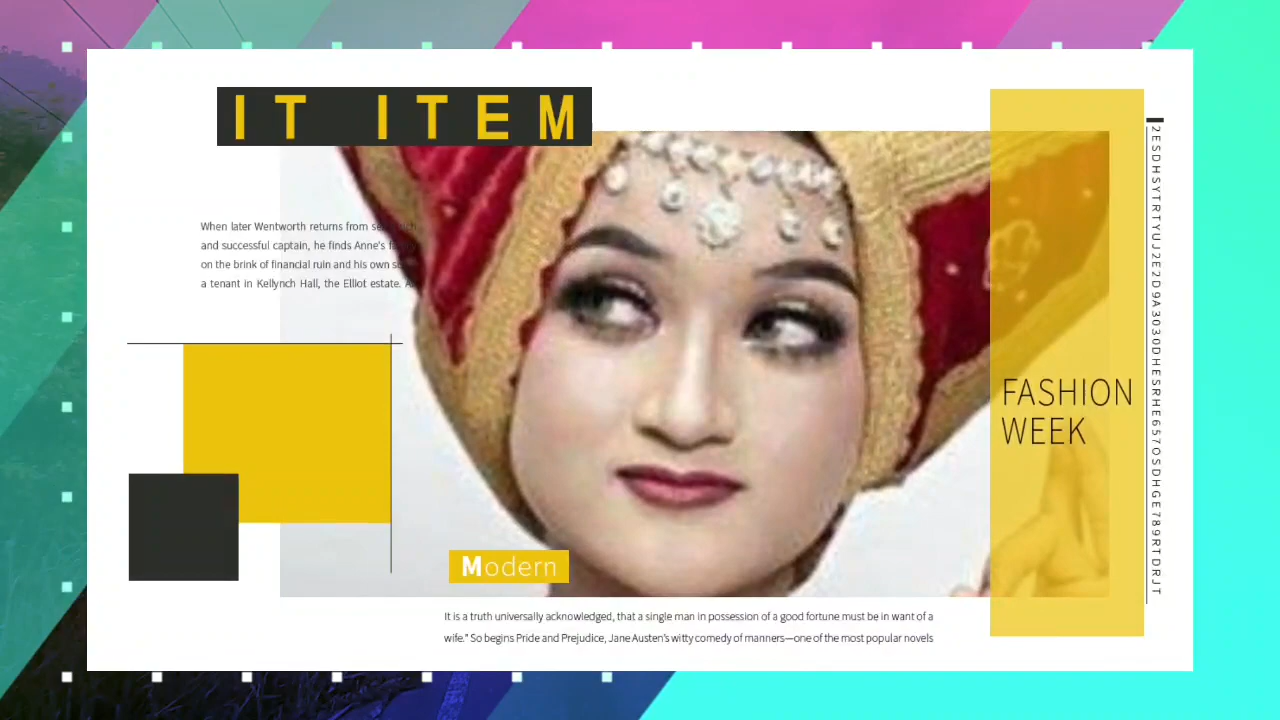 IT ITEM
When later Wentworth returns from
and successful captain, he finds Anne's
on the brink of financial ruin and his own
a tenant in Kellynch Hall, the Elliot estate.
FASHION
WEEK
Modern
It is a truth universally acknowledged, that a single man in possession of a good fortune must be in want of a
wife." So begins Pride and Prejudice, Jane Austen's witty comedy of manners—one of the most popular novels
2ESDHSYTRTYUJ2E2D9A3030DHESRHE657OSDHGE789RTDRJT